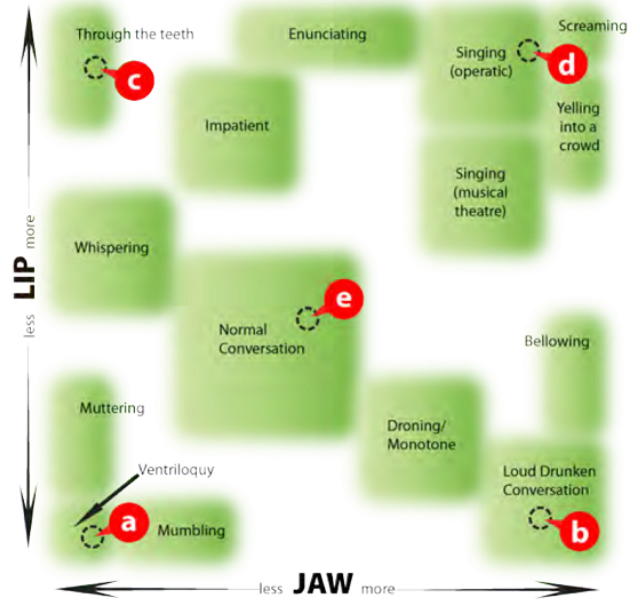 Through the teeth
Enunciating
Screaming
Singing
(operatic)
c
d
Impatient
Yelling
into a
crowd
Singing
(musical
theatre)
Whispering
less LIP more
e
Normal
Conversation
Bellowing
Muttering
Droning/
Monotone
Ventriloquy
Loud Drunken
Conversation
a
Mumbling
b
less JAW more